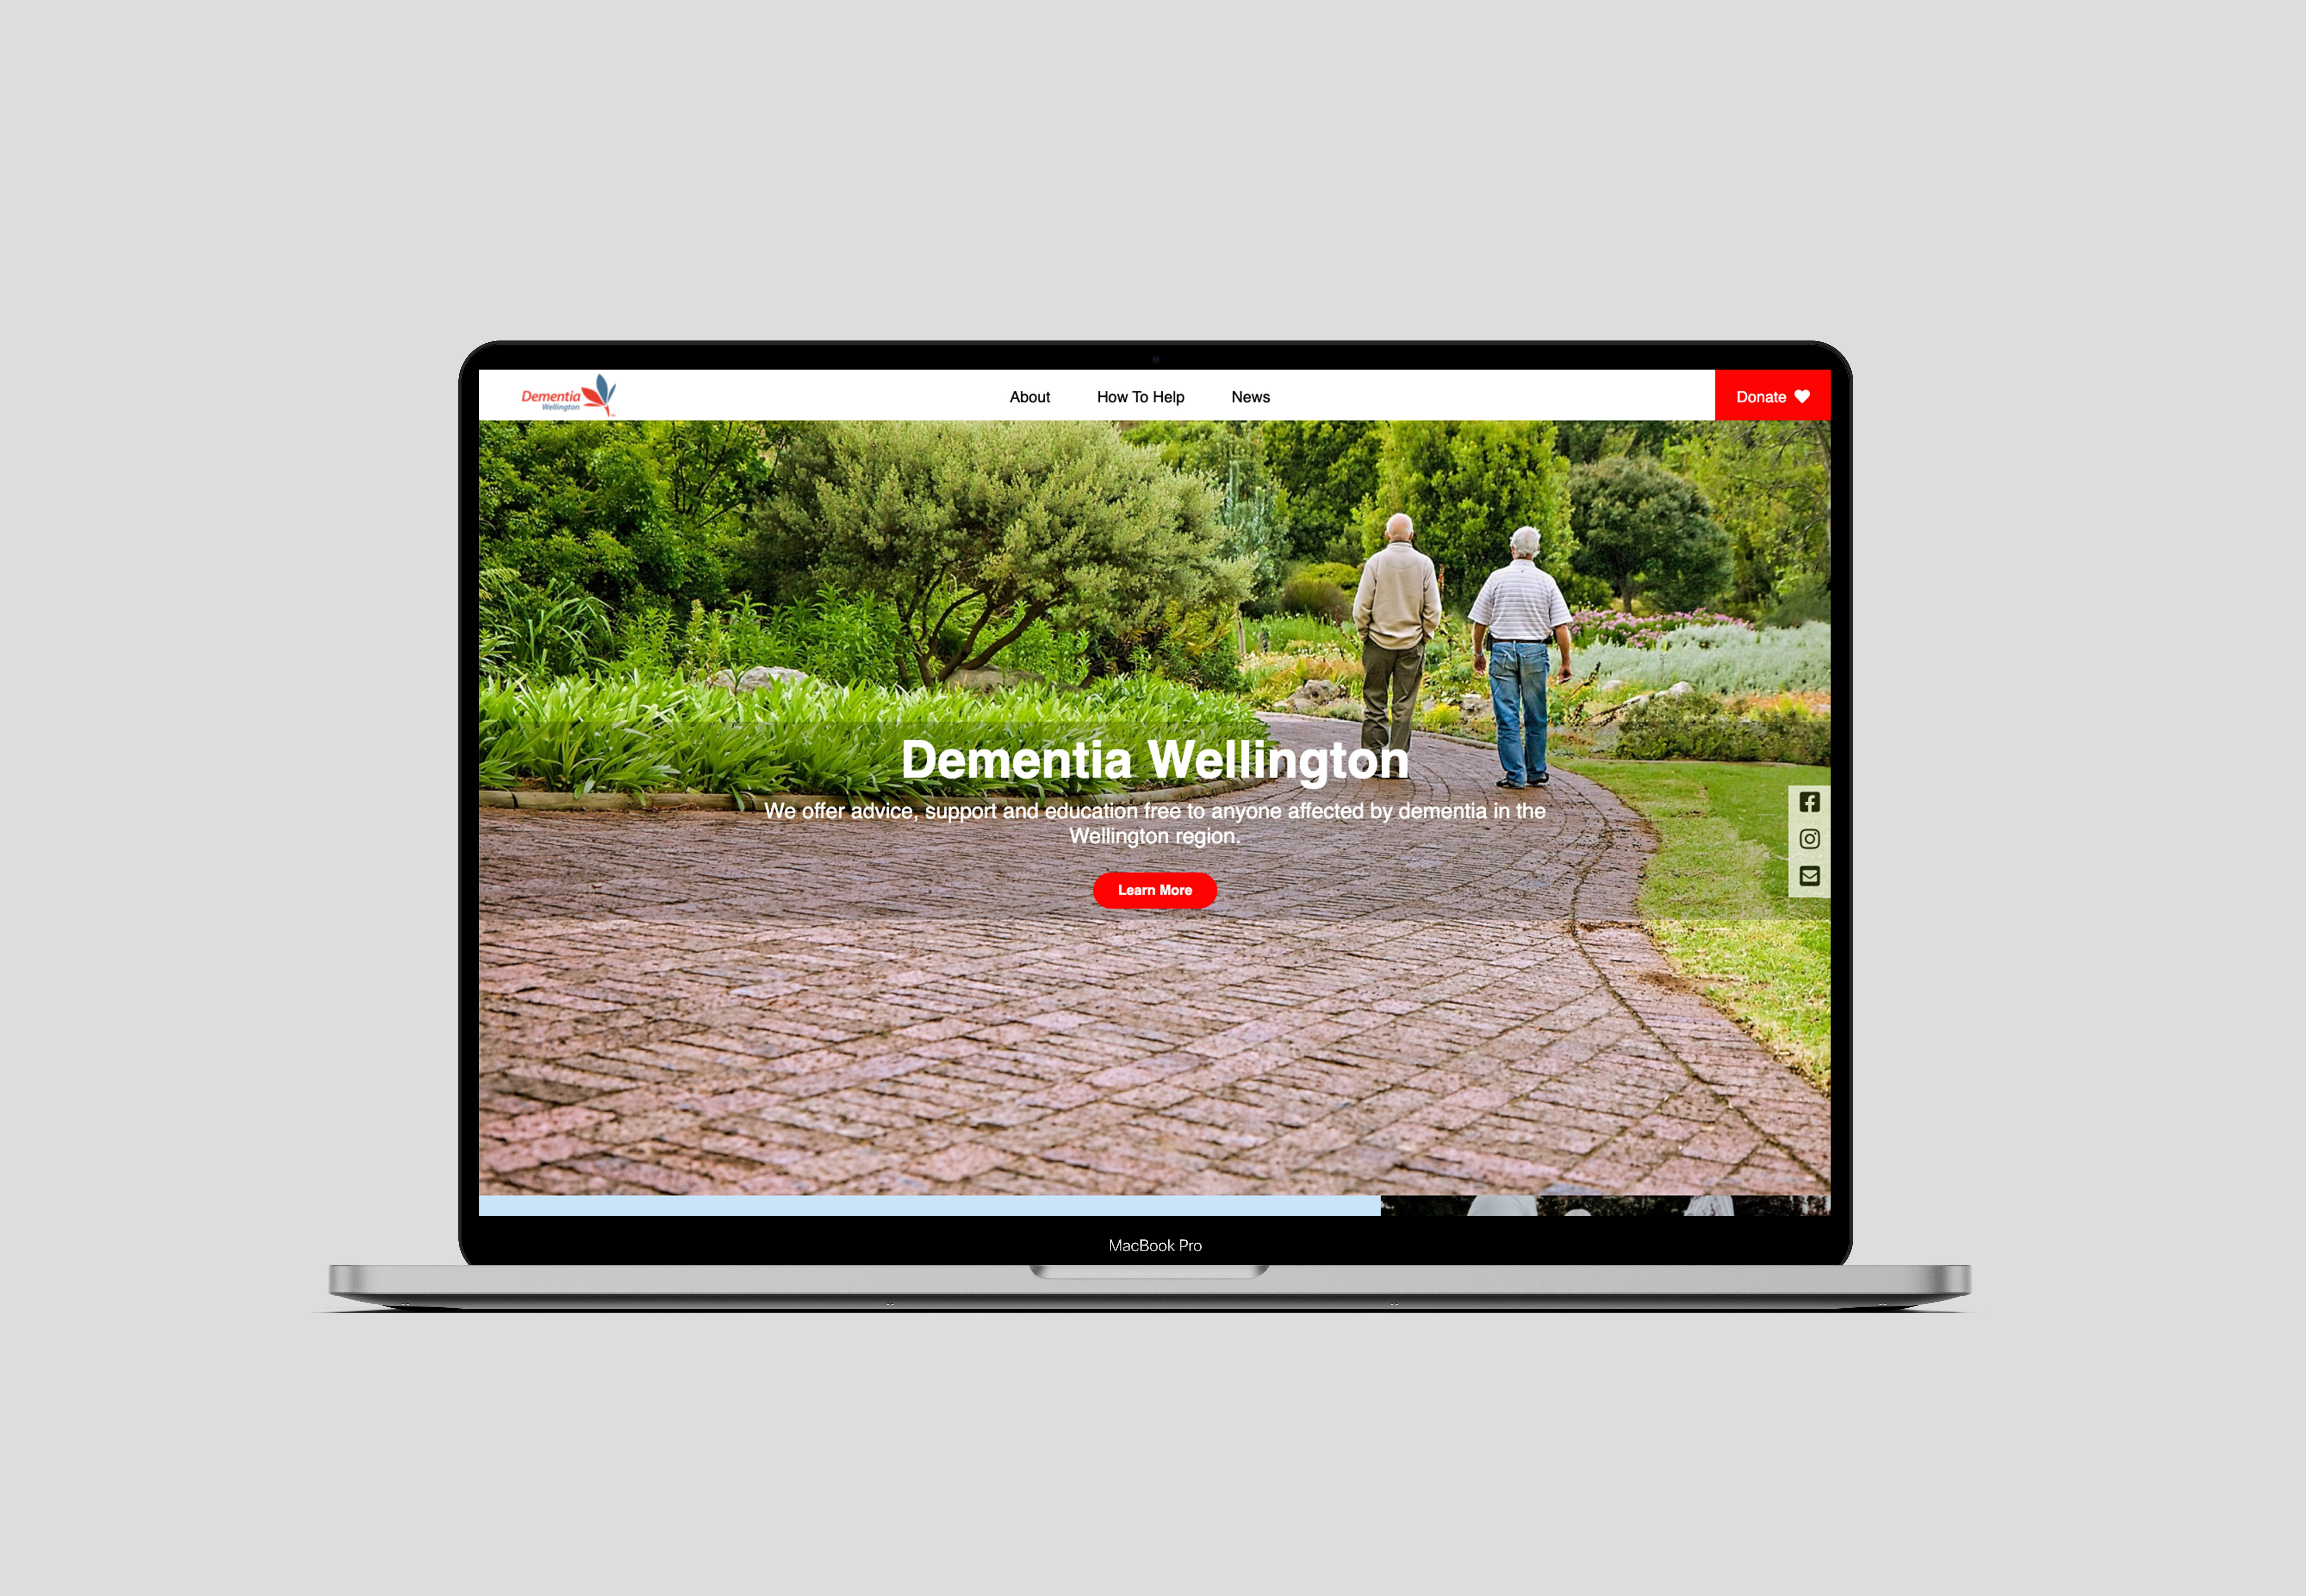 Dementia
Wellington
About
How To Help
News
Donate
Dementia Wellington
We offer advice, support and education free to anyone affected by dementia in the
Wellington region.
Learn More
MacBook Pro